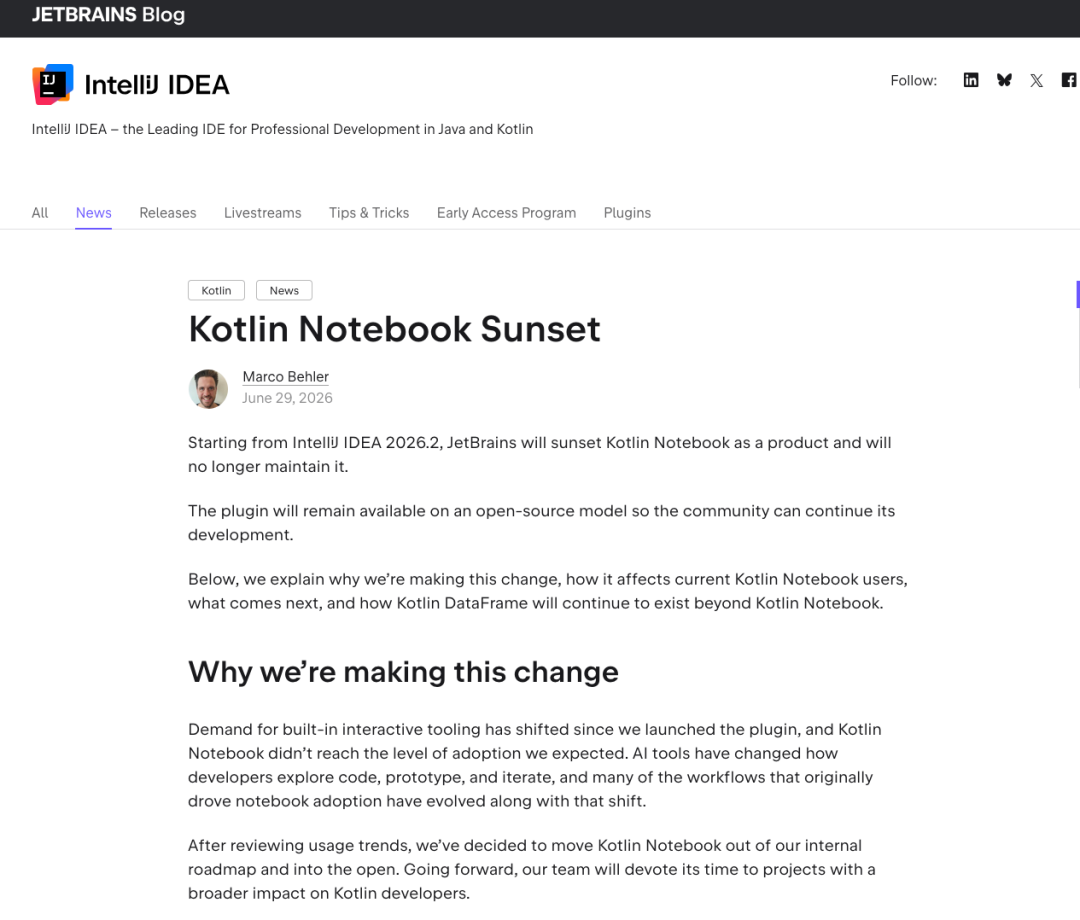 JETBRAINS Blog
IJ
IntelliJ IDEA
Follow:
IntelliJ IDEA – the Leading IDE for Professional Development in Java and Kotlin
All News Releases Livestreams Tips & Tricks Early Access Program Plugins
Kotlin News
Kotlin Notebook Sunset
Marco Behler
June 29, 2026
Starting from IntelliJ IDEA 2026.2, JetBrains will sunset Kotlin Notebook as a product and will
no longer maintain it.
The plugin will remain available on an open-source model so the community can continue its
development.
Below, we explain why we’re making this change, how it affects current Kotlin Notebook users,
what comes next, and how Kotlin DataFrame will continue to exist beyond Kotlin Notebook.
Why we’re making this change
Demand for built-in interactive tooling has shifted since we launched the plugin, and Kotlin
Notebook didn’t reach the level of adoption we expected. AI tools have changed how
developers explore code, prototype, and iterate, and many of the workflows that originally
drove notebook adoption have evolved along with that shift.
After reviewing usage trends, we’ve decided to move Kotlin Notebook out of our internal
roadmap and into the open. Going forward, our team will devote its time to projects with a
broader impact on Kotlin developers.